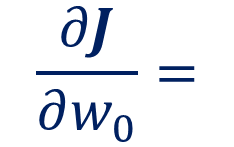 ∂J/∂w₀ =